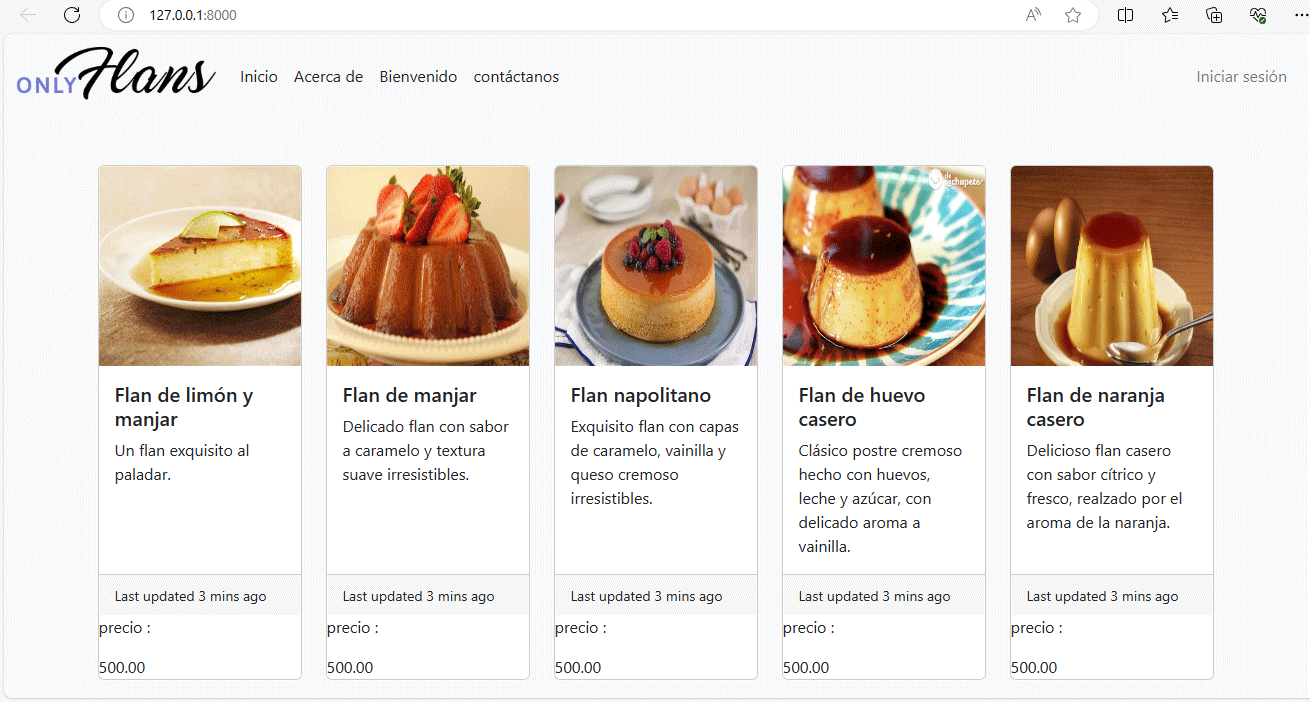 127.0.0.1:8000
ONLY Flans
Inicio Acerca de Bienvenido contáctanos
Iniciar sesión
Flan de limón y
manjar
Un flan exquisito al
paladar.
Last updated 3 mins ago
precio :
500.00
Flan de manjar
Delicado flan con sabor
a caramelo y textura
suave irresistibles.
Last updated 3 mins ago
precio :
500.00
Flan napolitano
Exquisito flan con capas
de caramelo, vainilla y
queso cremoso
irresistibles.
Last updated 3 mins ago
precio :
500.00
de
Flan de huevo
casero
Clásico postre cremoso
hecho con huevos,
leche y azúcar, con
delicado aroma a
vainilla.
Last updated 3 mins ago
precio :
500.00
Flan de naranja
casero
Delicioso flan casero
con sabor cítrico y
fresco, realzado por el
aroma de la naranja.
Last updated 3 mins ago
precio :
500.00